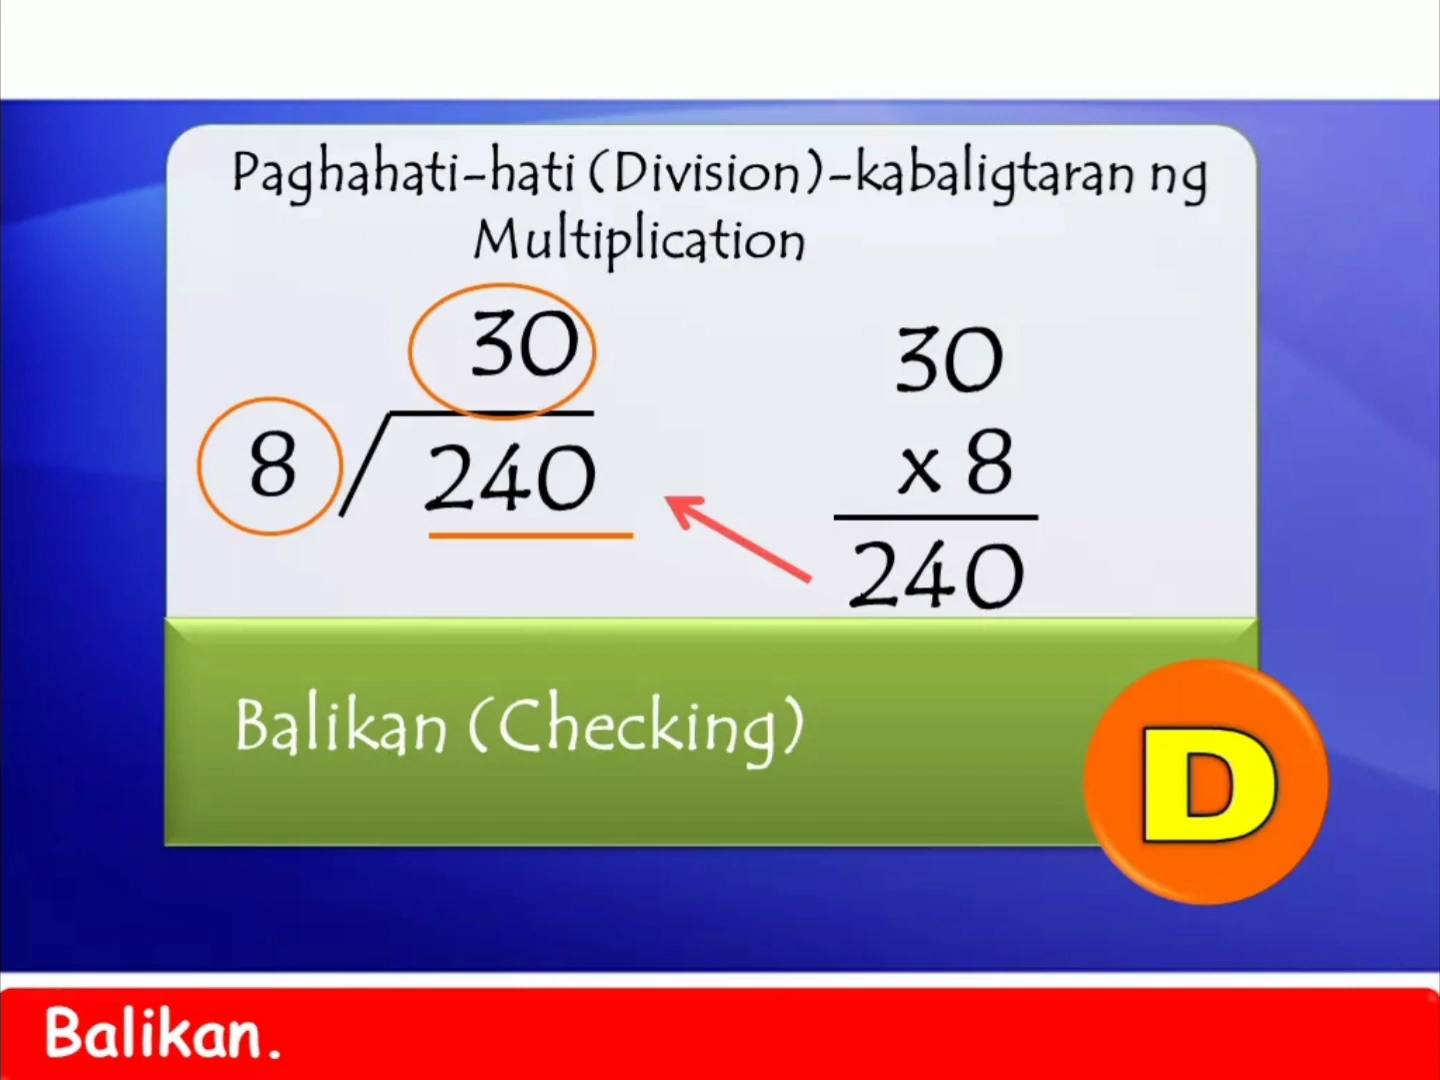 Paghahati-hati (Division)-kabaligtaran ng
Multiplication
30
8 240
30
x 8
240
Balikan (Checking)
D
Balikan.